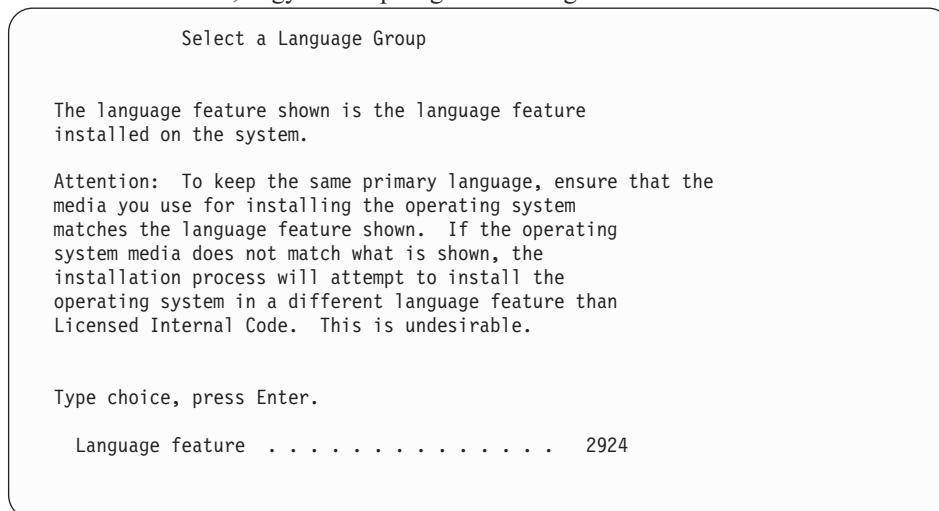 Select a Language Group
The language feature shown is the language feature
installed on the system.
Attention:  To keep the same primary language, ensure that the
media you use for installing the operating system
matches the language feature shown.  If the operating
system media does not match what is shown, the
installation process will attempt to install the
operating system in a different language feature than
Licensed Internal Code.  This is undesirable.
Type choice, press Enter.
Language feature . . . . . . . . . . . . . . 2924